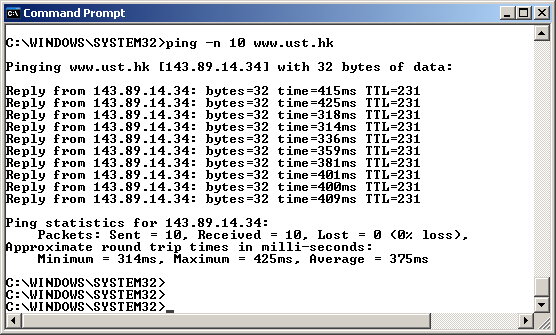 Command Prompt
C:\WINDOWS\SYSTEM32>ping -n 10 www.ust.hk
Pinging www.ust.hk [143.89.14.34] with 32 bytes of data:
Reply from 143.89.14.34: bytes=32 time=415ms TTL=231
Reply from 143.89.14.34: bytes=32 time=425ms TTL=231
Reply from 143.89.14.34: bytes=32 time=318ms TTL=231
Reply from 143.89.14.34: bytes=32 time=314ms TTL=231
Reply from 143.89.14.34: bytes=32 time=336ms TTL=231
Reply from 143.89.14.34: bytes=32 time=359ms TTL=231
Reply from 143.89.14.34: bytes=32 time=381ms TTL=231
Reply from 143.89.14.34: bytes=32 time=401ms TTL=231
Reply from 143.89.14.34: bytes=32 time=400ms TTL=231
Reply from 143.89.14.34: bytes=32 time=409ms TTL=231
Ping statistics for 143.89.14.34:
    Packets: Sent = 10, Received = 10, Lost = 0 (0% loss),
Approximate round trip times in milli-seconds:
    Minimum = 314ms, Maximum = 425ms, Average = 375ms
C:\WINDOWS\SYSTEM32>
C:\WINDOWS\SYSTEM32>
C:\WINDOWS\SYSTEM32>_